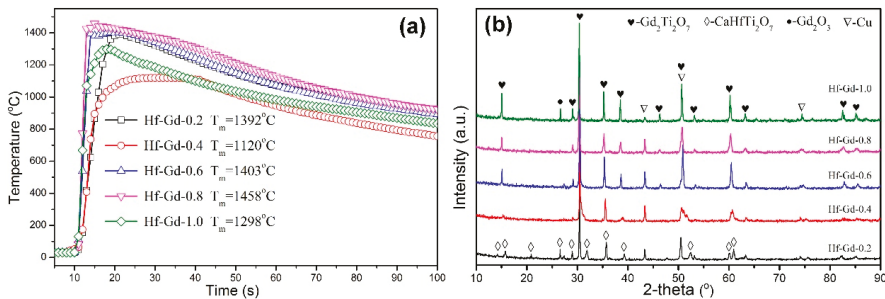 (a)
1400
1200
1000
800
600
400
200
0
Temperature (°C)
Hf-Gd-0.2 Tm=1392°C
Hf-Gd-0.4 Tm=1120°C
Hf-Gd-0.6 Tm=1403°C
Hf-Gd-0.8 Tm=1458°C
Hf-Gd-1.0 Tm=1298°C
10 20 30 40 50 60 70 80 90 100
Time (s)
(b)
♥-Gd2Ti2O7 ◊-CaHfTi2O7 ●-Gd2O3 ▽-Cu
Hf-Gd-1.0
Hf-Gd-0.8
Hf-Gd-0.6
Hf-Gd-0.4
Hf-Gd-0.2
Intensity (a.u.)
10 20 30 40 50 60 70 80 90
2-theta (°)